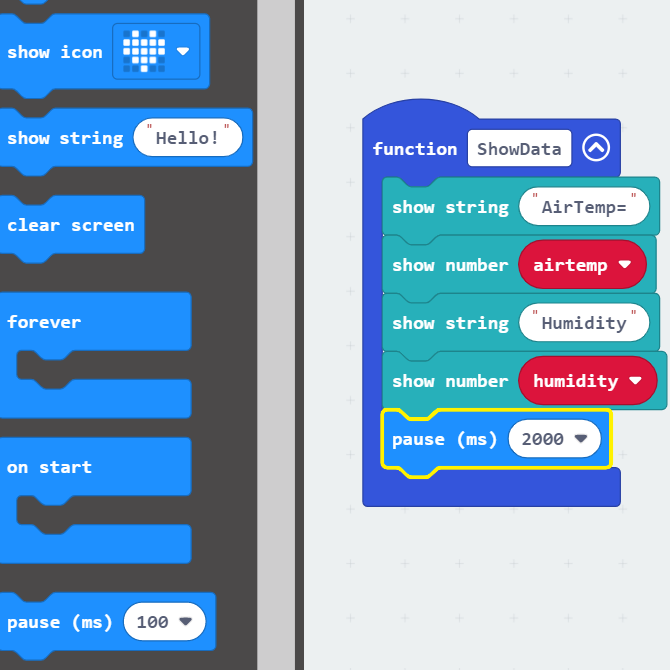 show icon
show string "Hello!"
clear screen
forever
on start
pause (ms) 100
function ShowData
show string "AirTemp="
show number airtemp
show string "Humidity"
show number humidity
pause (ms) 2000